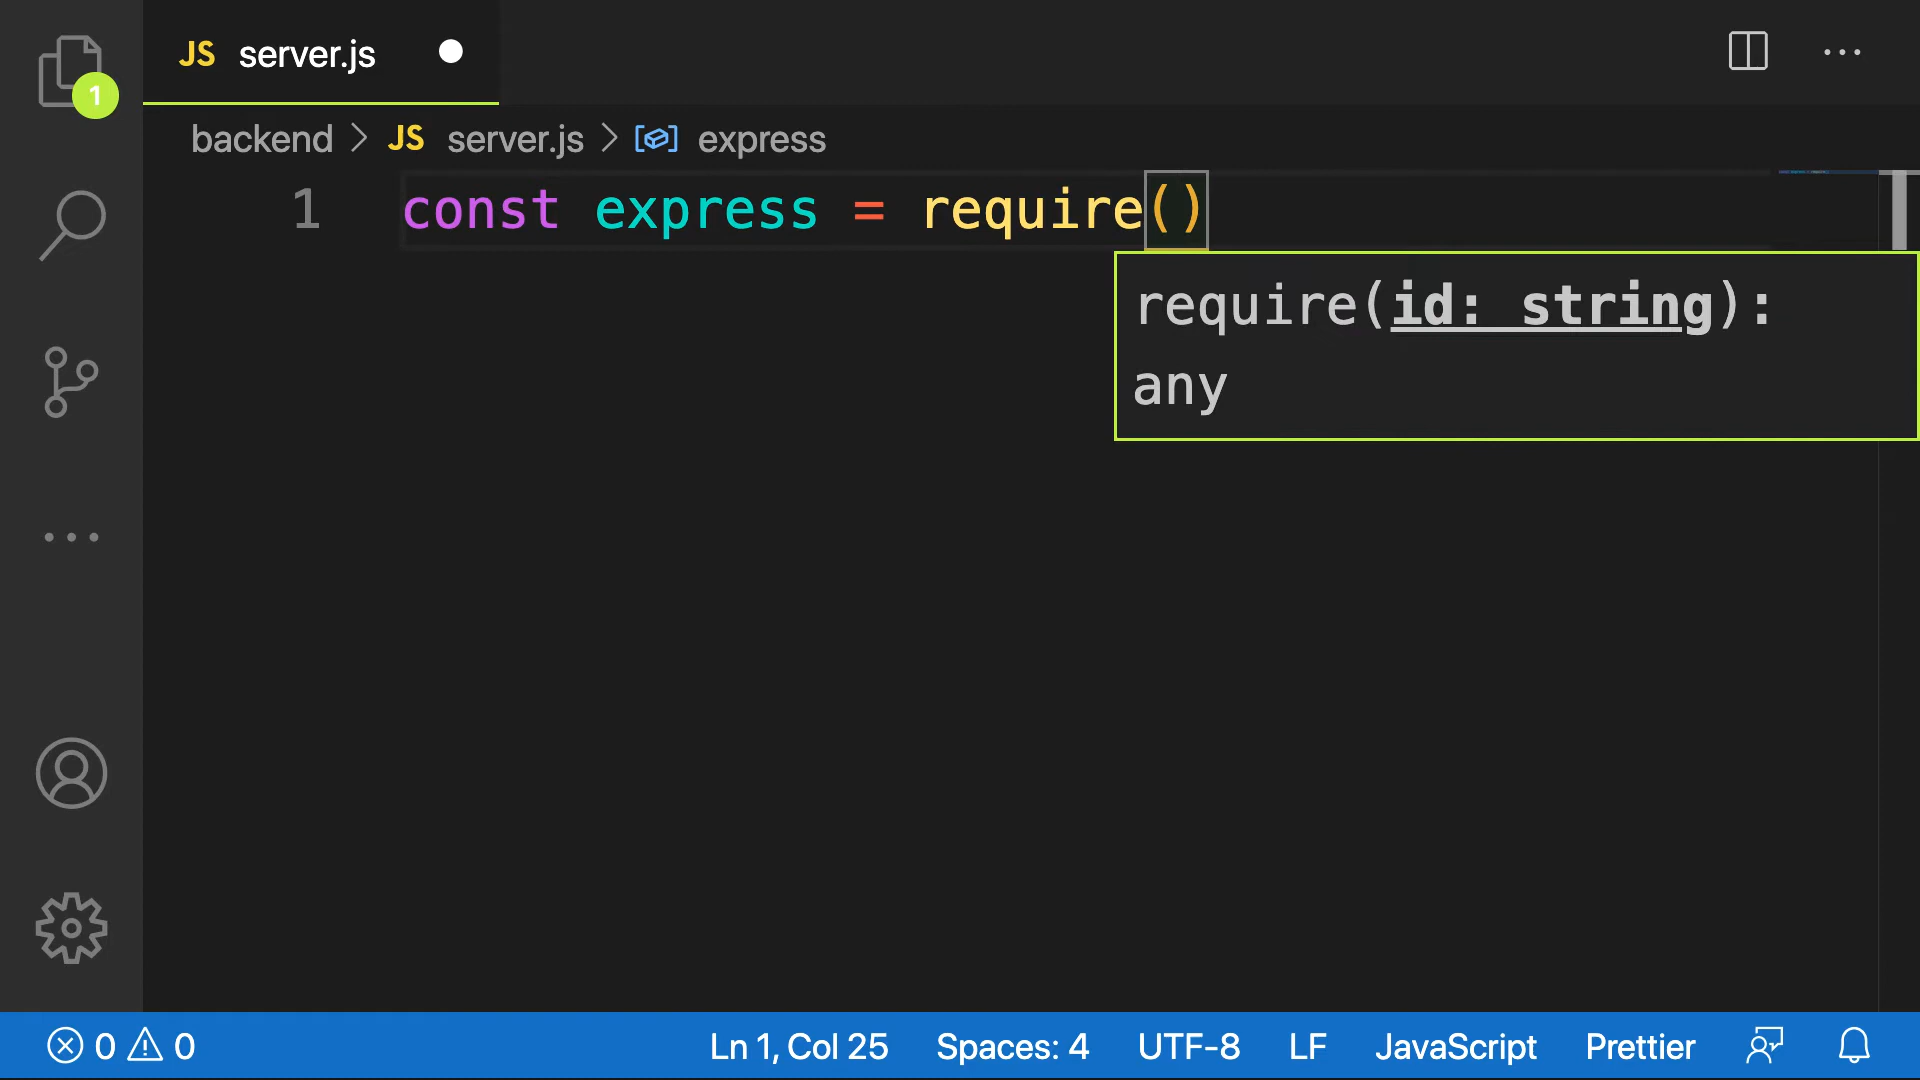 JS server.js
1
backend > JS server.js > express
1 const express = require()
require(id: string):
any
0 0 Ln 1, Col 25 Spaces: 4 UTF-8 LF JavaScript Prettier